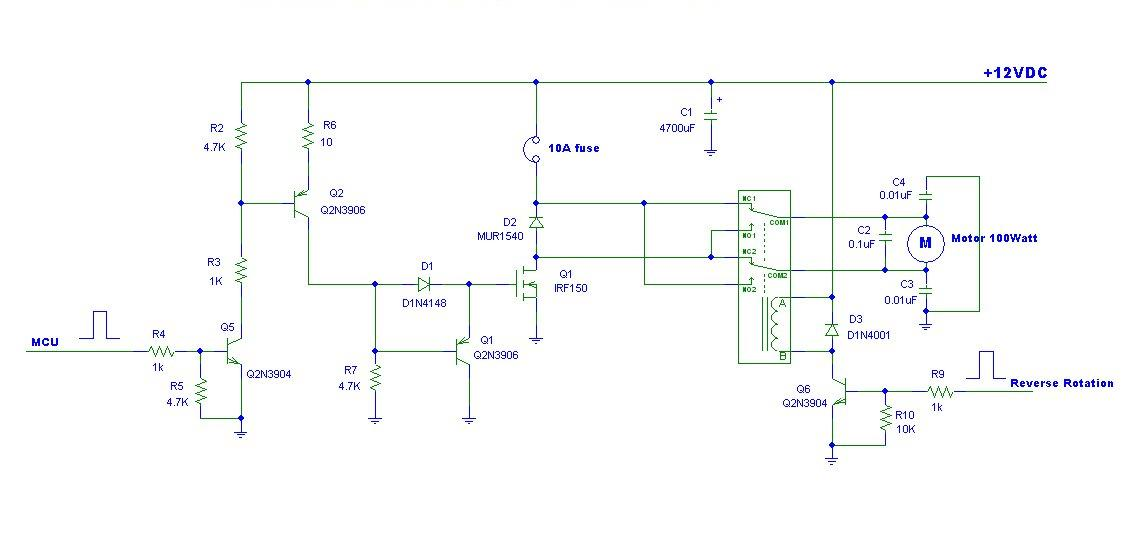 +12VDC
R2
4.7K
R6
10
C1
+
4700uF
10A fuse
Q2
Q2N3906
D2
MUR1540
NC1
COM1
NO1
NC2
COM2
NO2
A
B
C4
0.01uF
C2
0.1uF
M
Motor 100Watt
C3
0.01uF
R3
1K
D1
D1N4148
Q1
IRF150
D3
D1N4001
MCU
R4
1k
Q5
Q2N3904
R5
4.7K
R7
4.7K
Q1
Q2N3906
Q6
Q2N3904
R9
1k
Reverse Rotation
R10
10K